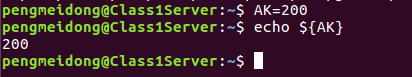 pengmeidong@Class1Server:~$ AK=200
pengmeidong@Class1Server:~$ echo ${AK}
200
pengmeidong@Class1Server:~$